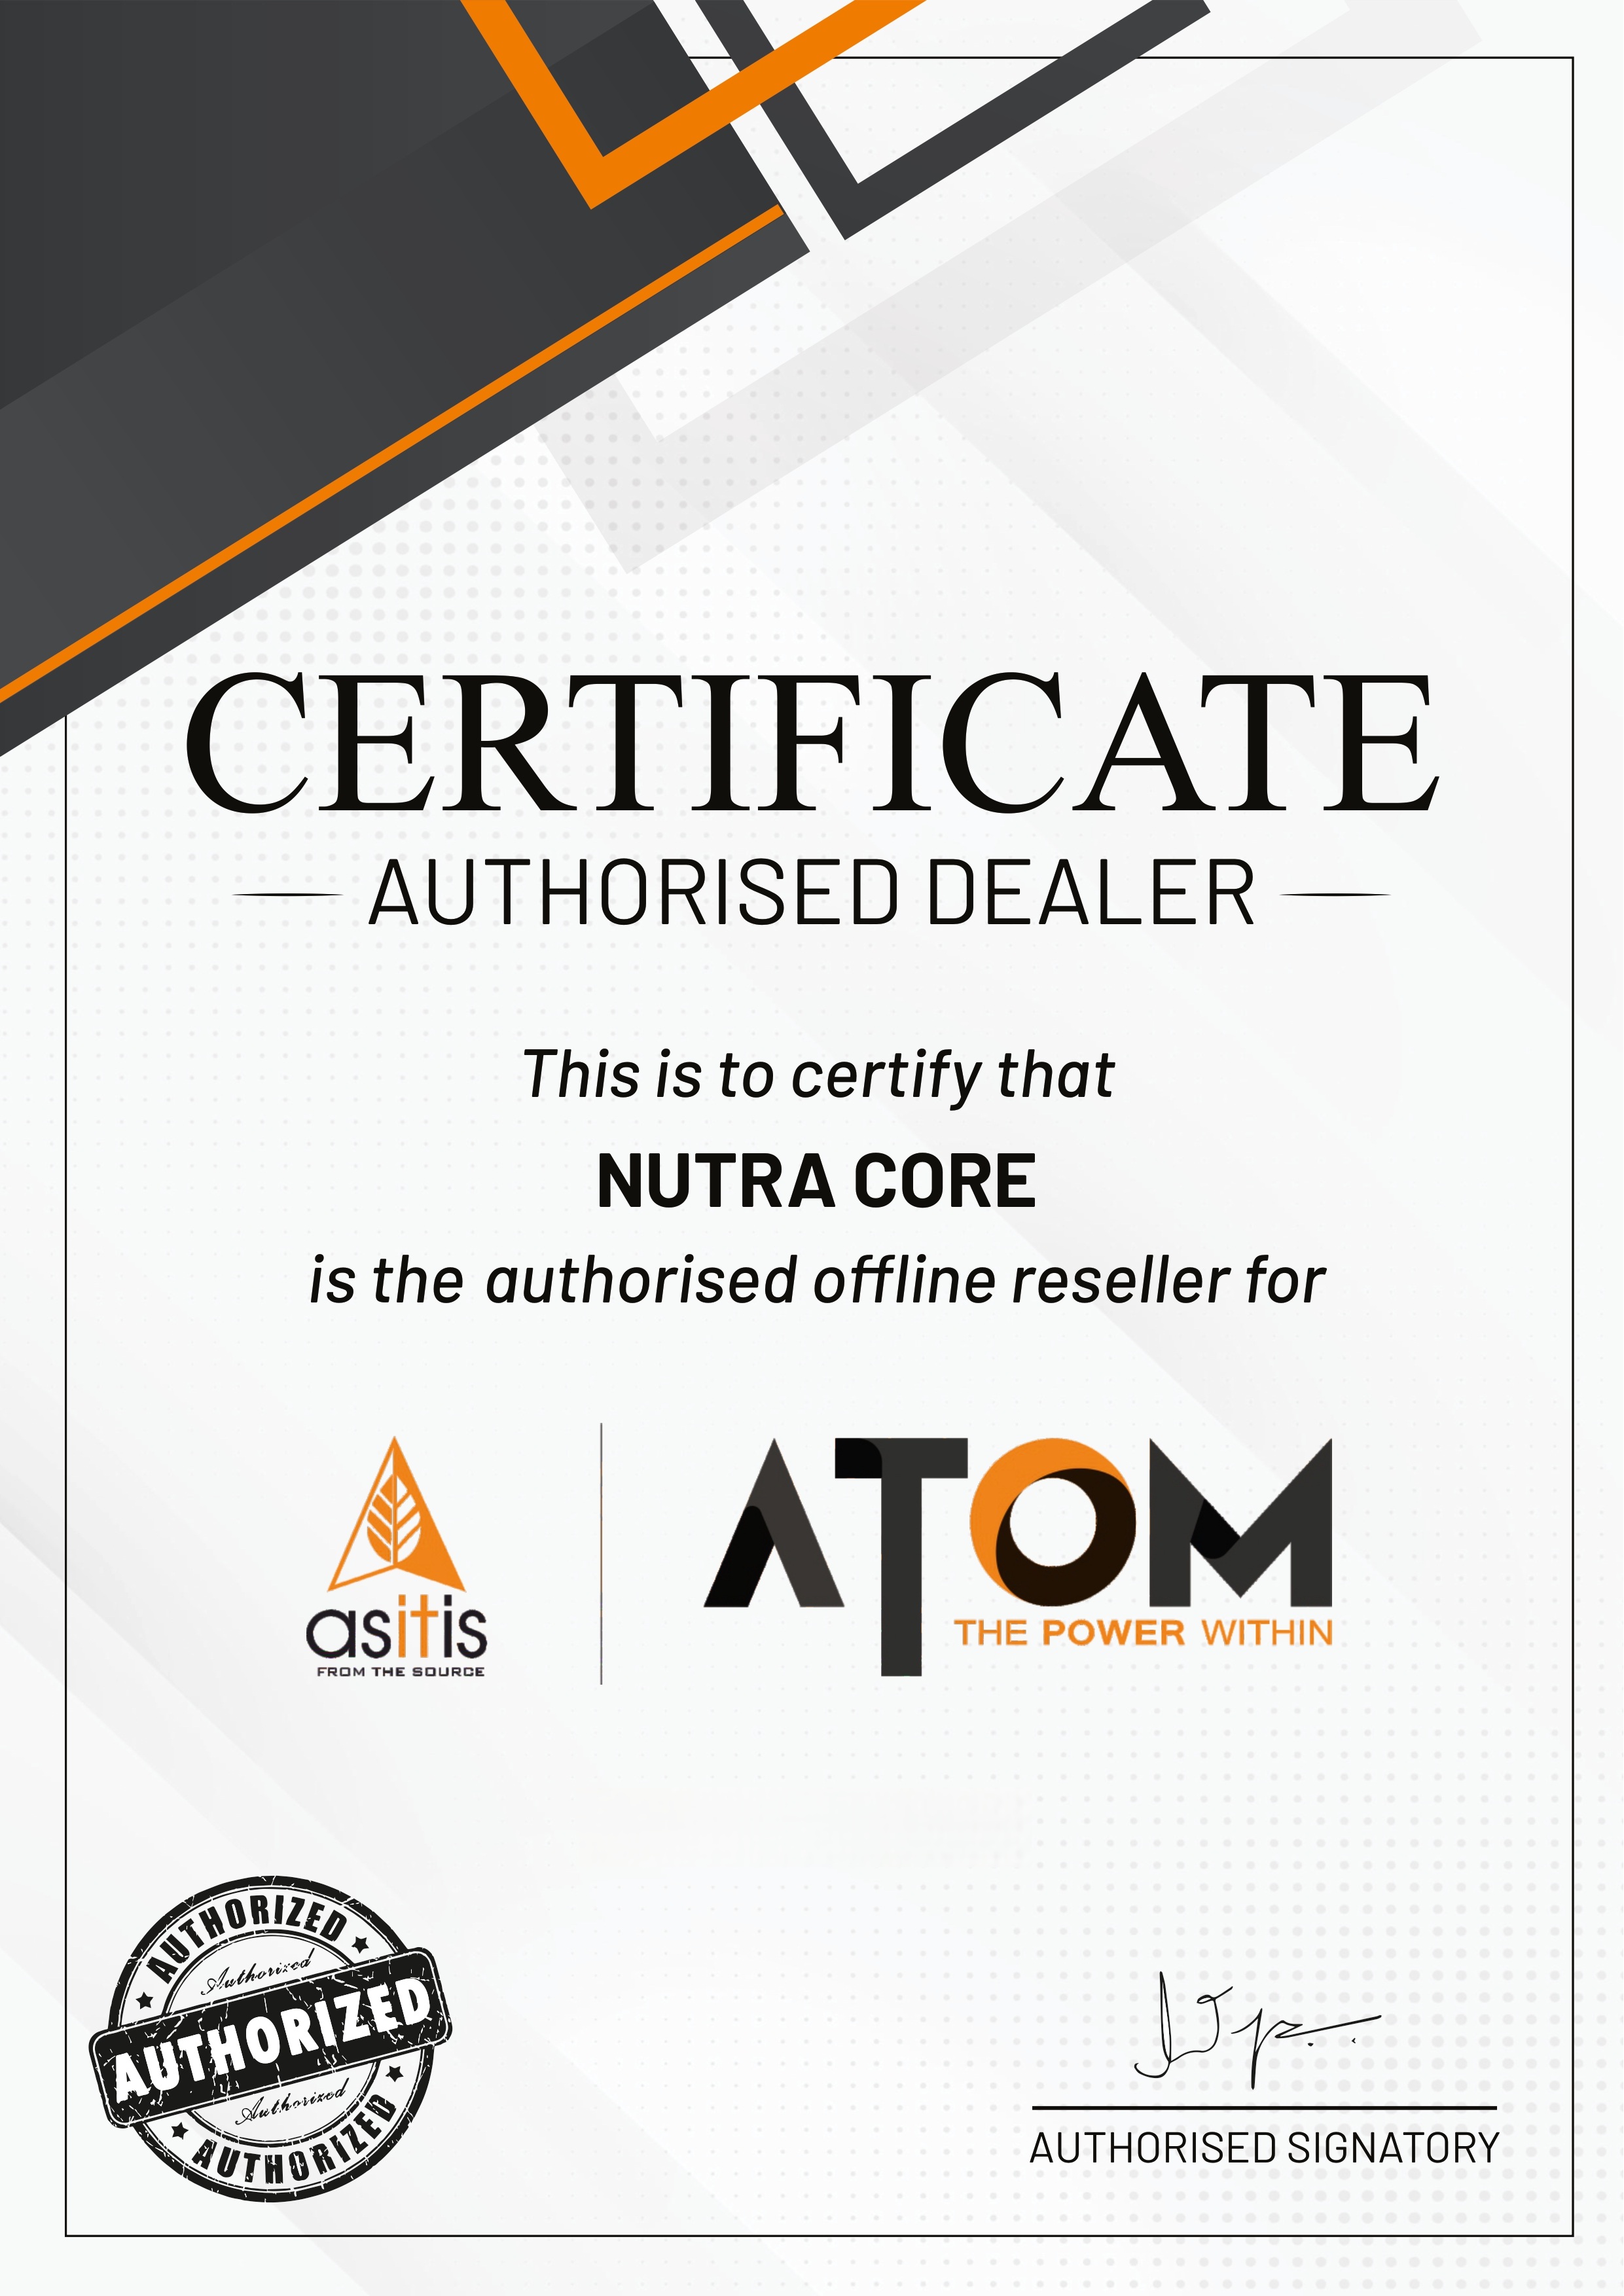 CERTIFICATE
AUTHORISED DEALER
This is to certify that
NUTRA CORE
is the authorised offline reseller for
asitis
FROM THE SOURCE
ATOM
THE POWER WITHIN
AUTHORIZED
Authorized
AUTHORIZED
Authorized
AUTHORIZED
AUTHORISED SIGNATORY